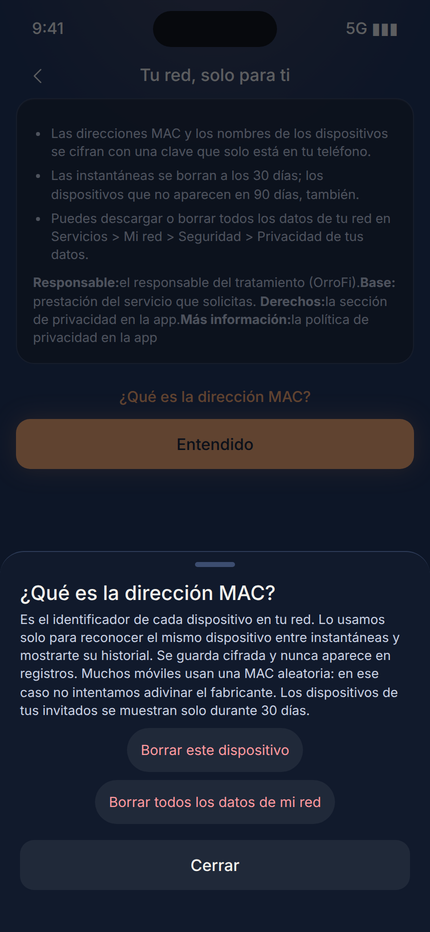 9:41
5G
Tu red, solo para ti
• Las direcciones MAC y los nombres de los dispositivos
se cifran con una clave que solo está en tu teléfono.
• Las instantáneas se borran a los 30 días; los
dispositivos que no aparecen en 90 días, también.
• Puedes descargar o borrar todos los datos de tu red en
Servicios > Mi red > Seguridad > Privacidad de tus
datos.
Responsable:el responsable del tratamiento (OrroFi).Base:
prestación del servicio que solicitas. Derechos:la sección
de privacidad en la app.Más información:la política de
privacidad en la app
¿Qué es la dirección MAC?
Entendido
¿Qué es la dirección MAC?
Es el identificador de cada dispositivo en tu red. Lo usamos
solo para reconocer el mismo dispositivo entre instantáneas y
mostrarte su historial. Se guarda cifrada y nunca aparece en
registros. Muchos móviles usan una MAC aleatoria: en ese
caso no intentamos adivinar el fabricante. Los dispositivos de
tus invitados se muestran solo durante 30 días.
Borrar este dispositivo
Borrar todos los datos de mi red
Cerrar